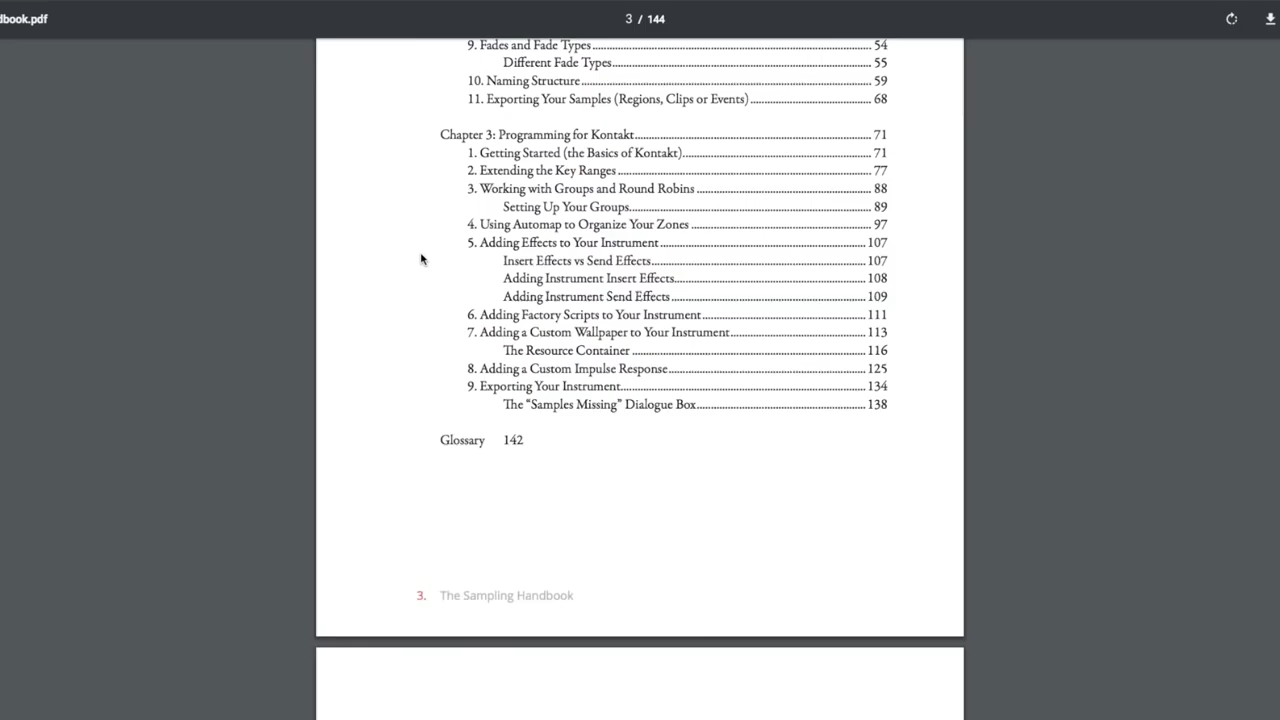 dbook.pdf
3 / 144
9. Fades and Fade Types 54
Different Fade Types 55
10. Naming Structure 59
11. Exporting Your Samples (Regions, Clips or Events) 68
Chapter 3: Programming for Kontakt 71
1. Getting Started (the Basics of Kontakt) 71
2. Extending the Key Ranges 77
3. Working with Groups and Round Robins 88
Setting Up Your Groups 89
4. Using Automap to Organize Your Zones 97
5. Adding Effects to Your Instrument 107
Insert Effects vs Send Effects 107
Adding Instrument Insert Effects 108
Adding Instrument Send Effects 109
6. Adding Factory Scripts to Your Instrument 111
7. Adding a Custom Wallpaper to Your Instrument 113
The Resource Container 116
8. Adding a Custom Impulse Response 125
9. Exporting Your Instrument 134
The “Samples Missing” Dialogue Box 138
Glossary 142
3. The Sampling Handbook